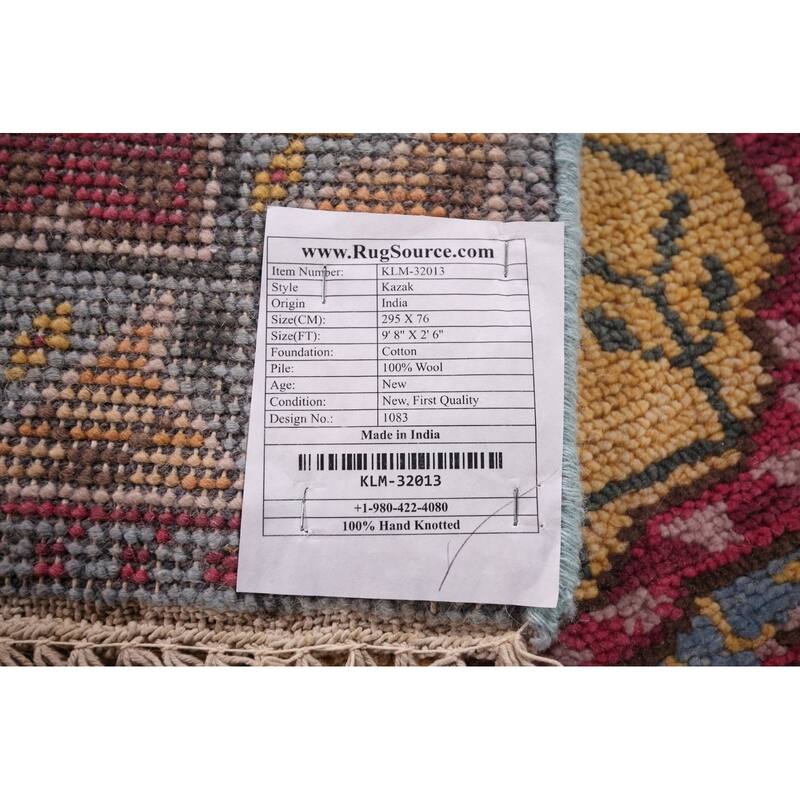 www.RugSource.com
Item Number: KLM-32013
Style Kazak
Origin India
Size(CM): 295 X 76
Size(FT): 9' 8" X 2' 6"
Foundation: Cotton
Pile: 100% Wool
Age: New
Condition: New, First Quality
Design No.: 1083
Made in India
KLM-32013
+1-980-422-4080
100% Hand Knotted